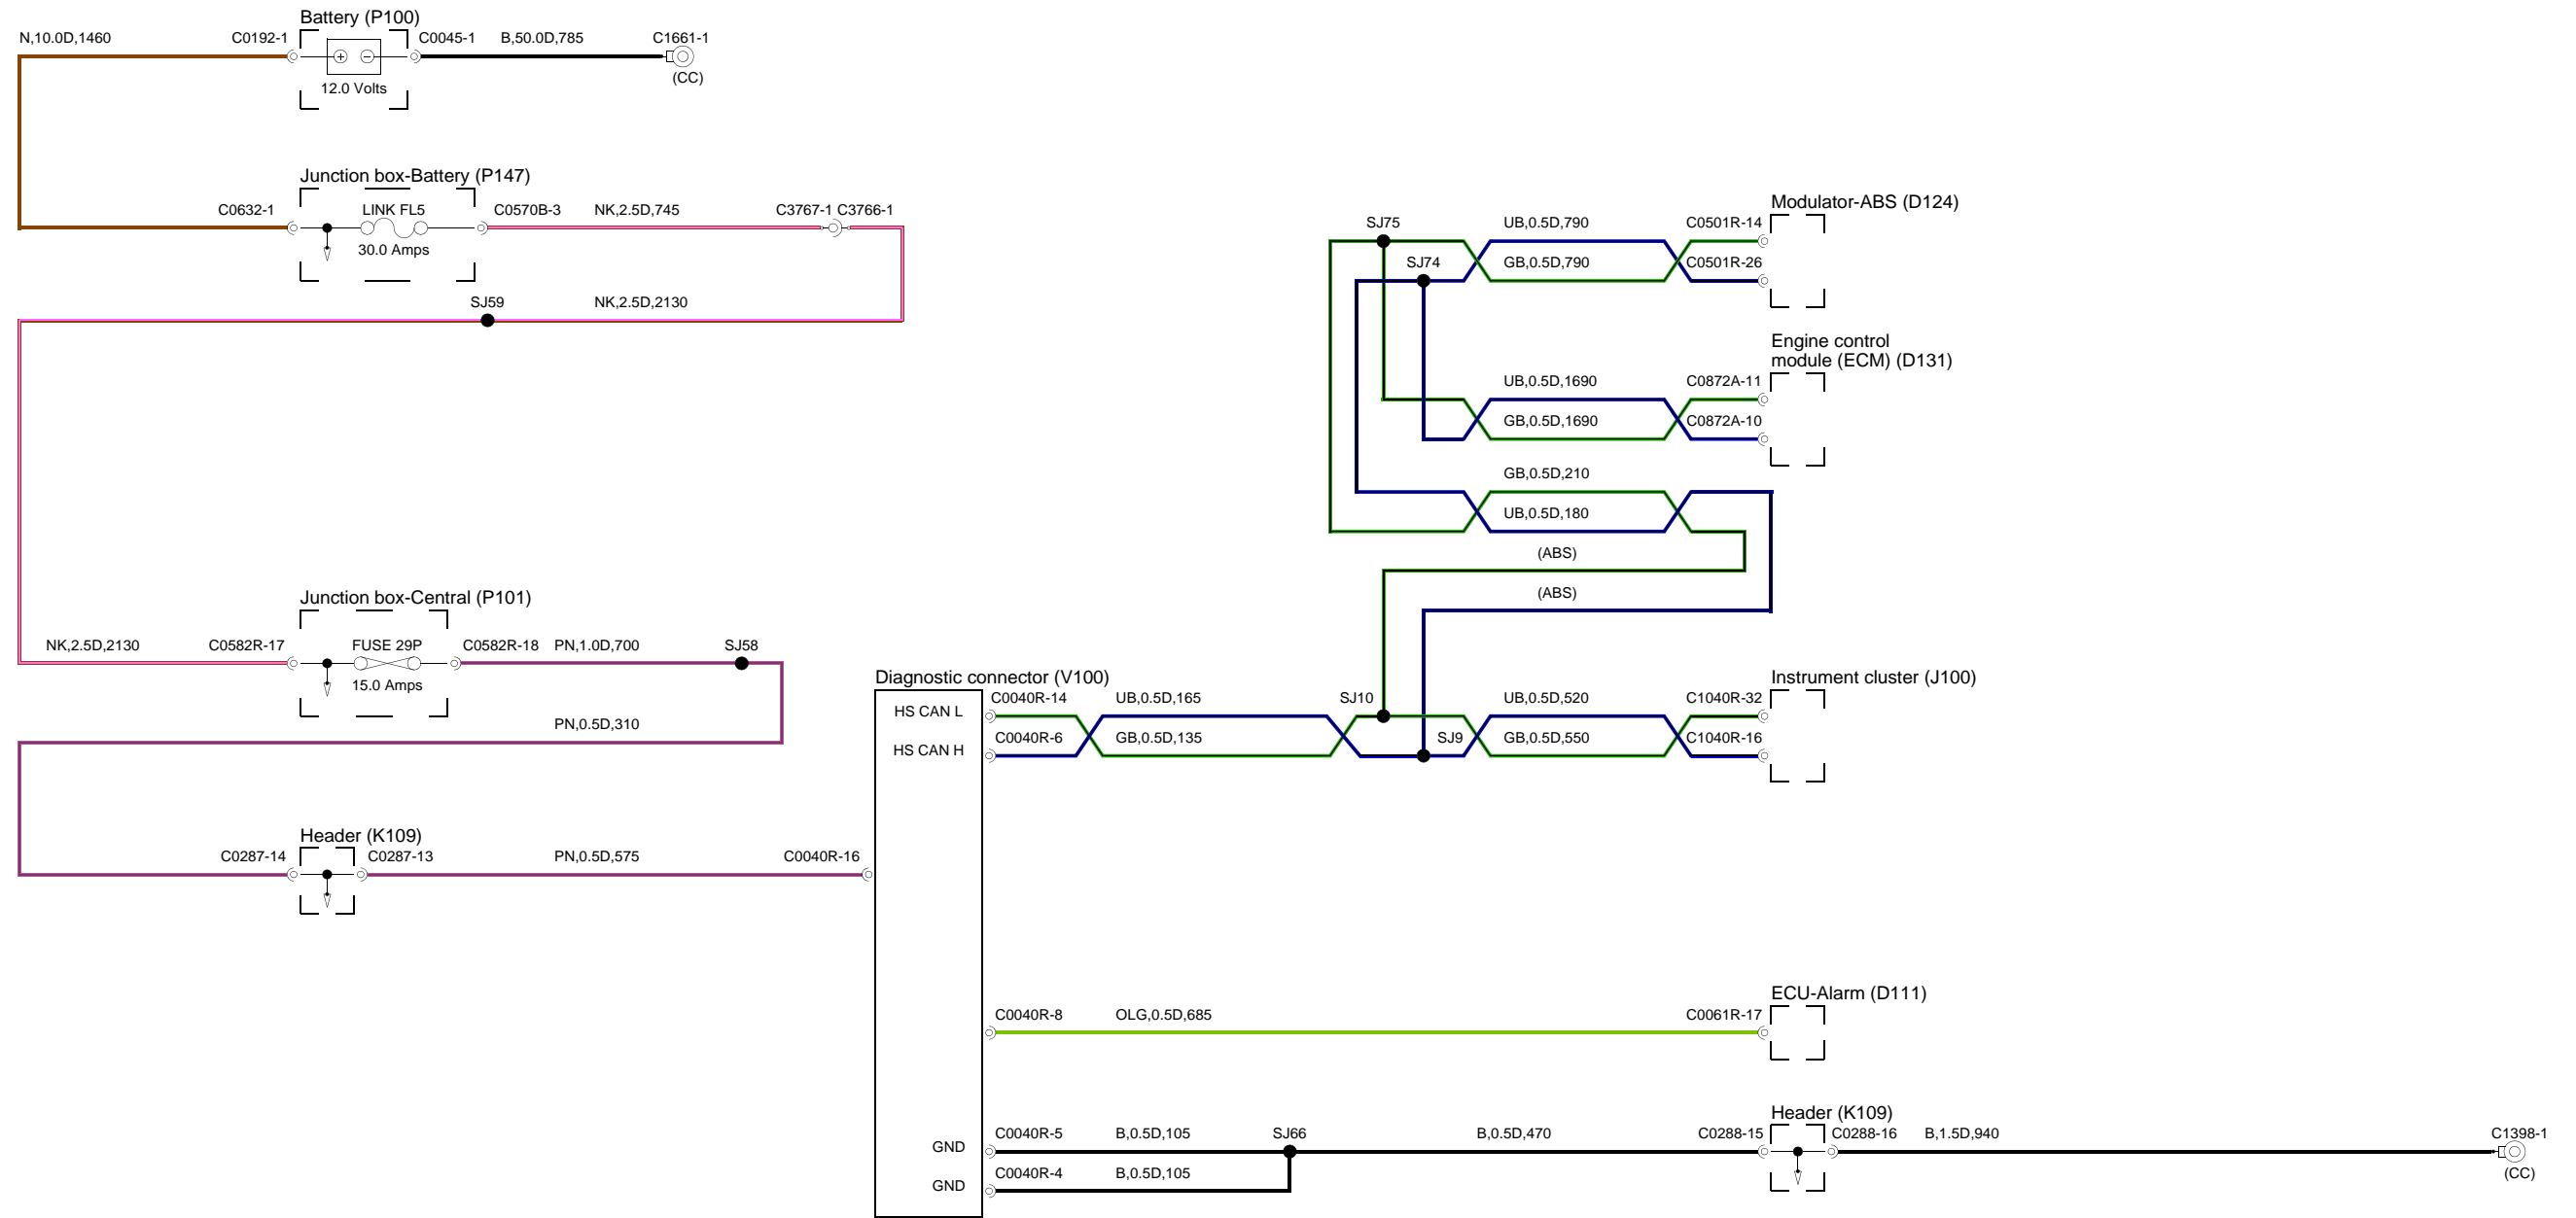 Battery (P100)
N,10.0D,1460
C0192-1
C0045-1
B,50.0D,785
C1661-1
(CC)
12.0 Volts
Junction box-Battery (P147)
C0632-1
LINK FL5
C0570B-3
NK,2.5D,745
C3767-1
C3766-1
30.0 Amps
SJ59
NK,2.5D,2130
Modulator-ABS (D124)
SJ75
UB,0.5D,790
C0501R-14
SJ74
GB,0.5D,790
C0501R-26
Engine control
module (ECM) (D131)
UB,0.5D,1690
C0872A-11
GB,0.5D,1690
C0872A-10
GB,0.5D,210
UB,0.5D,180
(ABS)
(ABS)
Junction box-Central (P101)
NK,2.5D,2130
C0582R-17
FUSE 29P
C0582R-18
PN,1.0D,700
SJ58
15.0 Amps
PN,0.5D,310
Diagnostic connector (V100)
Instrument cluster (J100)
HS CAN L
C0040R-14
UB,0.5D,165
SJ10
UB,0.5D,520
C1040R-32
HS CAN H
C0040R-6
GB,0.5D,135
SJ9
GB,0.5D,550
C1040R-16
Header (K109)
C0287-14
C0287-13
PN,0.5D,575
C0040R-16
ECU-Alarm (D111)
C0040R-8
OLG,0.5D,685
C0061R-17
Header (K109)
GND
C0040R-5
B,0.5D,105
SJ66
B,0.5D,470
C0288-15
C0288-16
B,1.5D,940
C1398-1
(CC)
GND
C0040R-4
B,0.5D,105